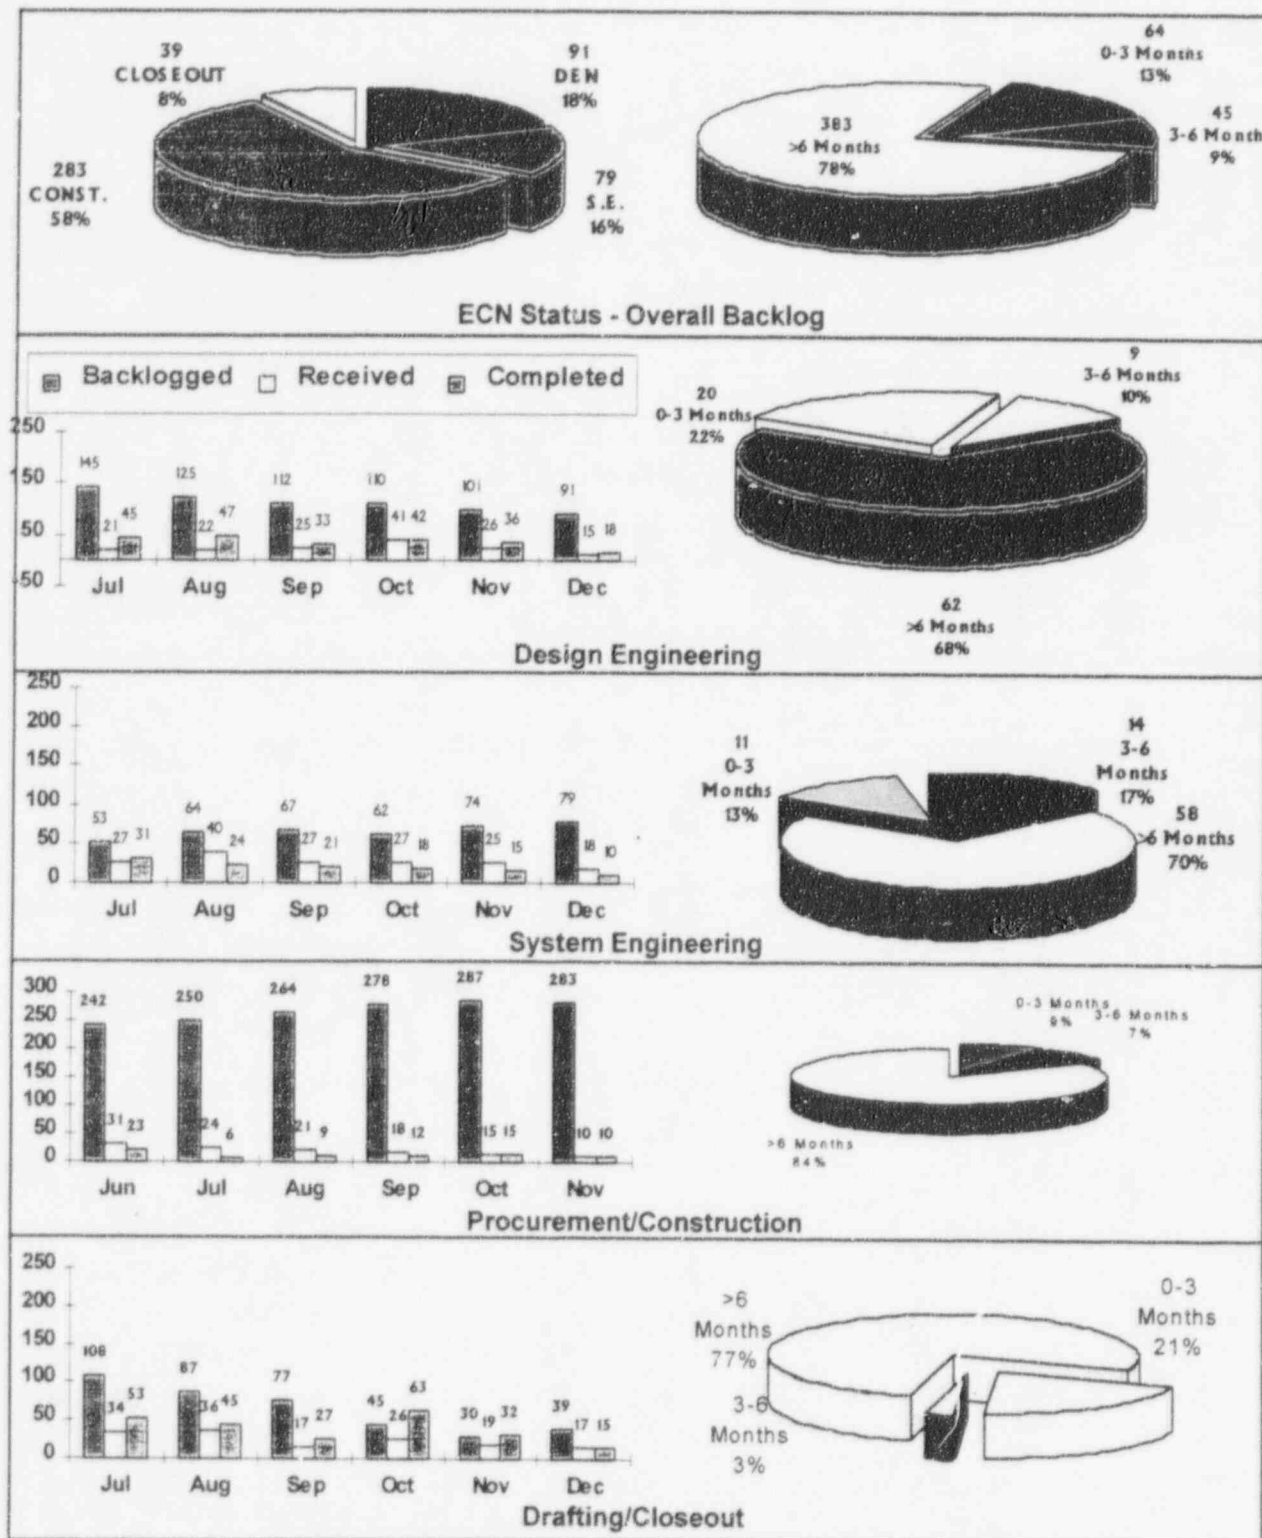 39
CLOSEOUT
8%
91
DEN
18%
283
CONST.
58%
79
S.E.
16%
64
0-3 Months
13%
383
>6 Months
78%
45
3-6 Month
9%
ECN Status - Overall Backlog
Backlogged Received Completed
250
150
50
50
145 21 45
125 22 47
112 25 33
110 41 42
101 26 36
91 15 18
Jul Aug Sep Oct Nov Dec
20
0-3 Months
22%
9
3-6 Months
10%
62
>6 Months
68%
Design Engineering
250
200
150
100
50
0
53 27 31
64 40 24
67 27 21
62 27 18
74 25 15
79 18 10
Jul Aug Sep Oct Nov Dec
11
0-3
Months
13%
14
3-6
Months
17%
58
>6 Months
70%
System Engineering
300
250
200
150
100
50
0
242 31 23
250 24 6
264 21 9
278 18 12
287 15 15
283 10 10
Jun Jul Aug Sep Oct Nov
0-3 Months
9%
3-6 Months
7%
>6 Months
84%
Procurement/Construction
250
200
150
100
50
0
108 34 53
87 36 45
77 17 27
45 26 63
30 19 32
39 17 15
Jul Aug Sep Oct Nov Dec
>6
Months
77%
0-3
Months
21%
3-6
Months
3%
Drafting/Closeout